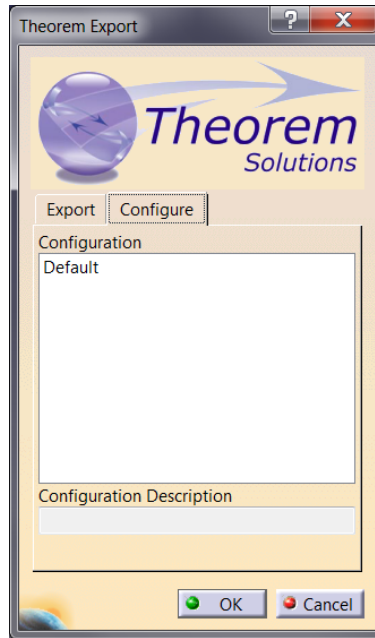 Theorem Export
?
X
Theorem
Solutions
Export Configure
Configuration
Default
Configuration Description
OK Cancel